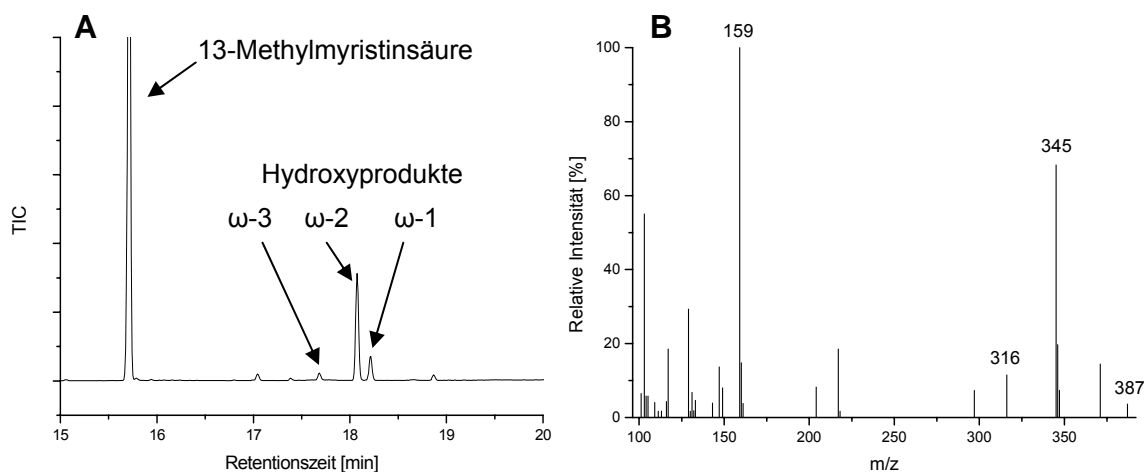 A
13-Methylmyristinsäure
Hydroxyprodukte
ω-3 ω-2 ω-1
TIC
15 16 17 18 19 20
Retentionszeit [min]
B
159
345
316
387
100
80
60
40
20
0
Relative Intensität [%]
100 150 200 250 300 350
m/z